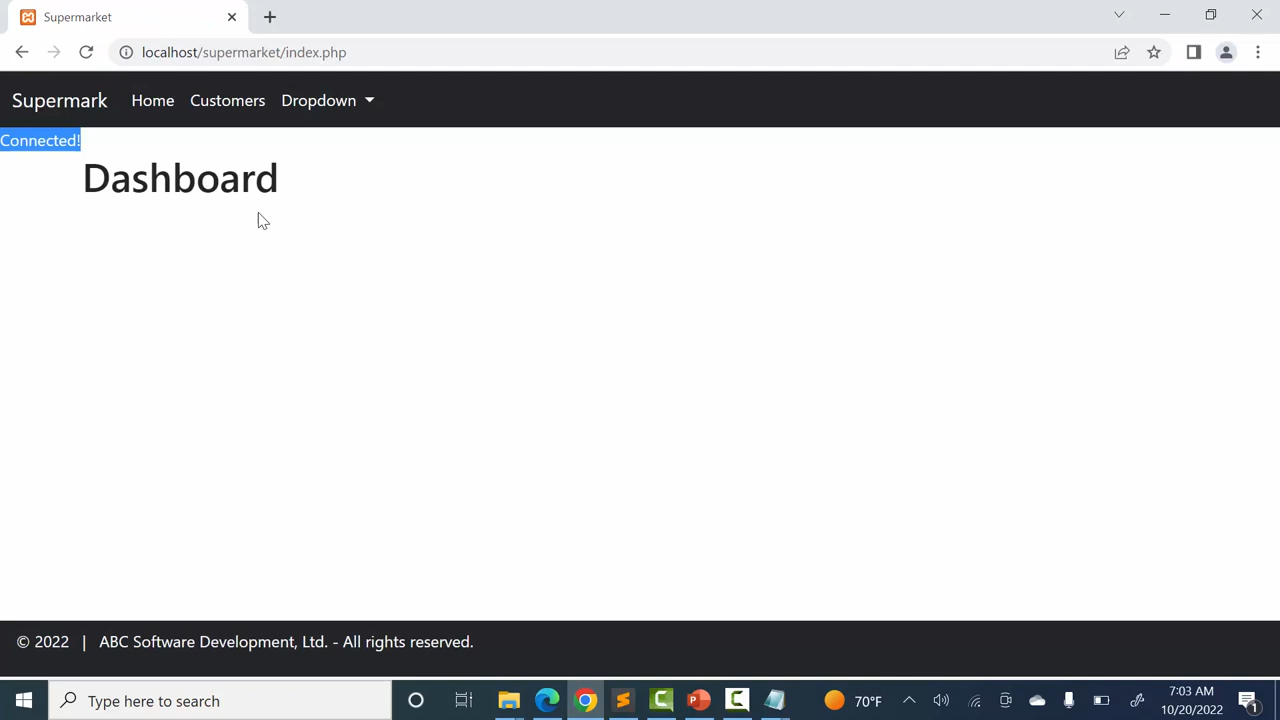 Supermarket
localhost/supermarket/index.php
Supermark Home Customers Dropdown
Connected!
Dashboard
© 2022 | ABC Software Development, Ltd. - All rights reserved.
Type here to search
70°F
7:03 AM
10/20/2022
1